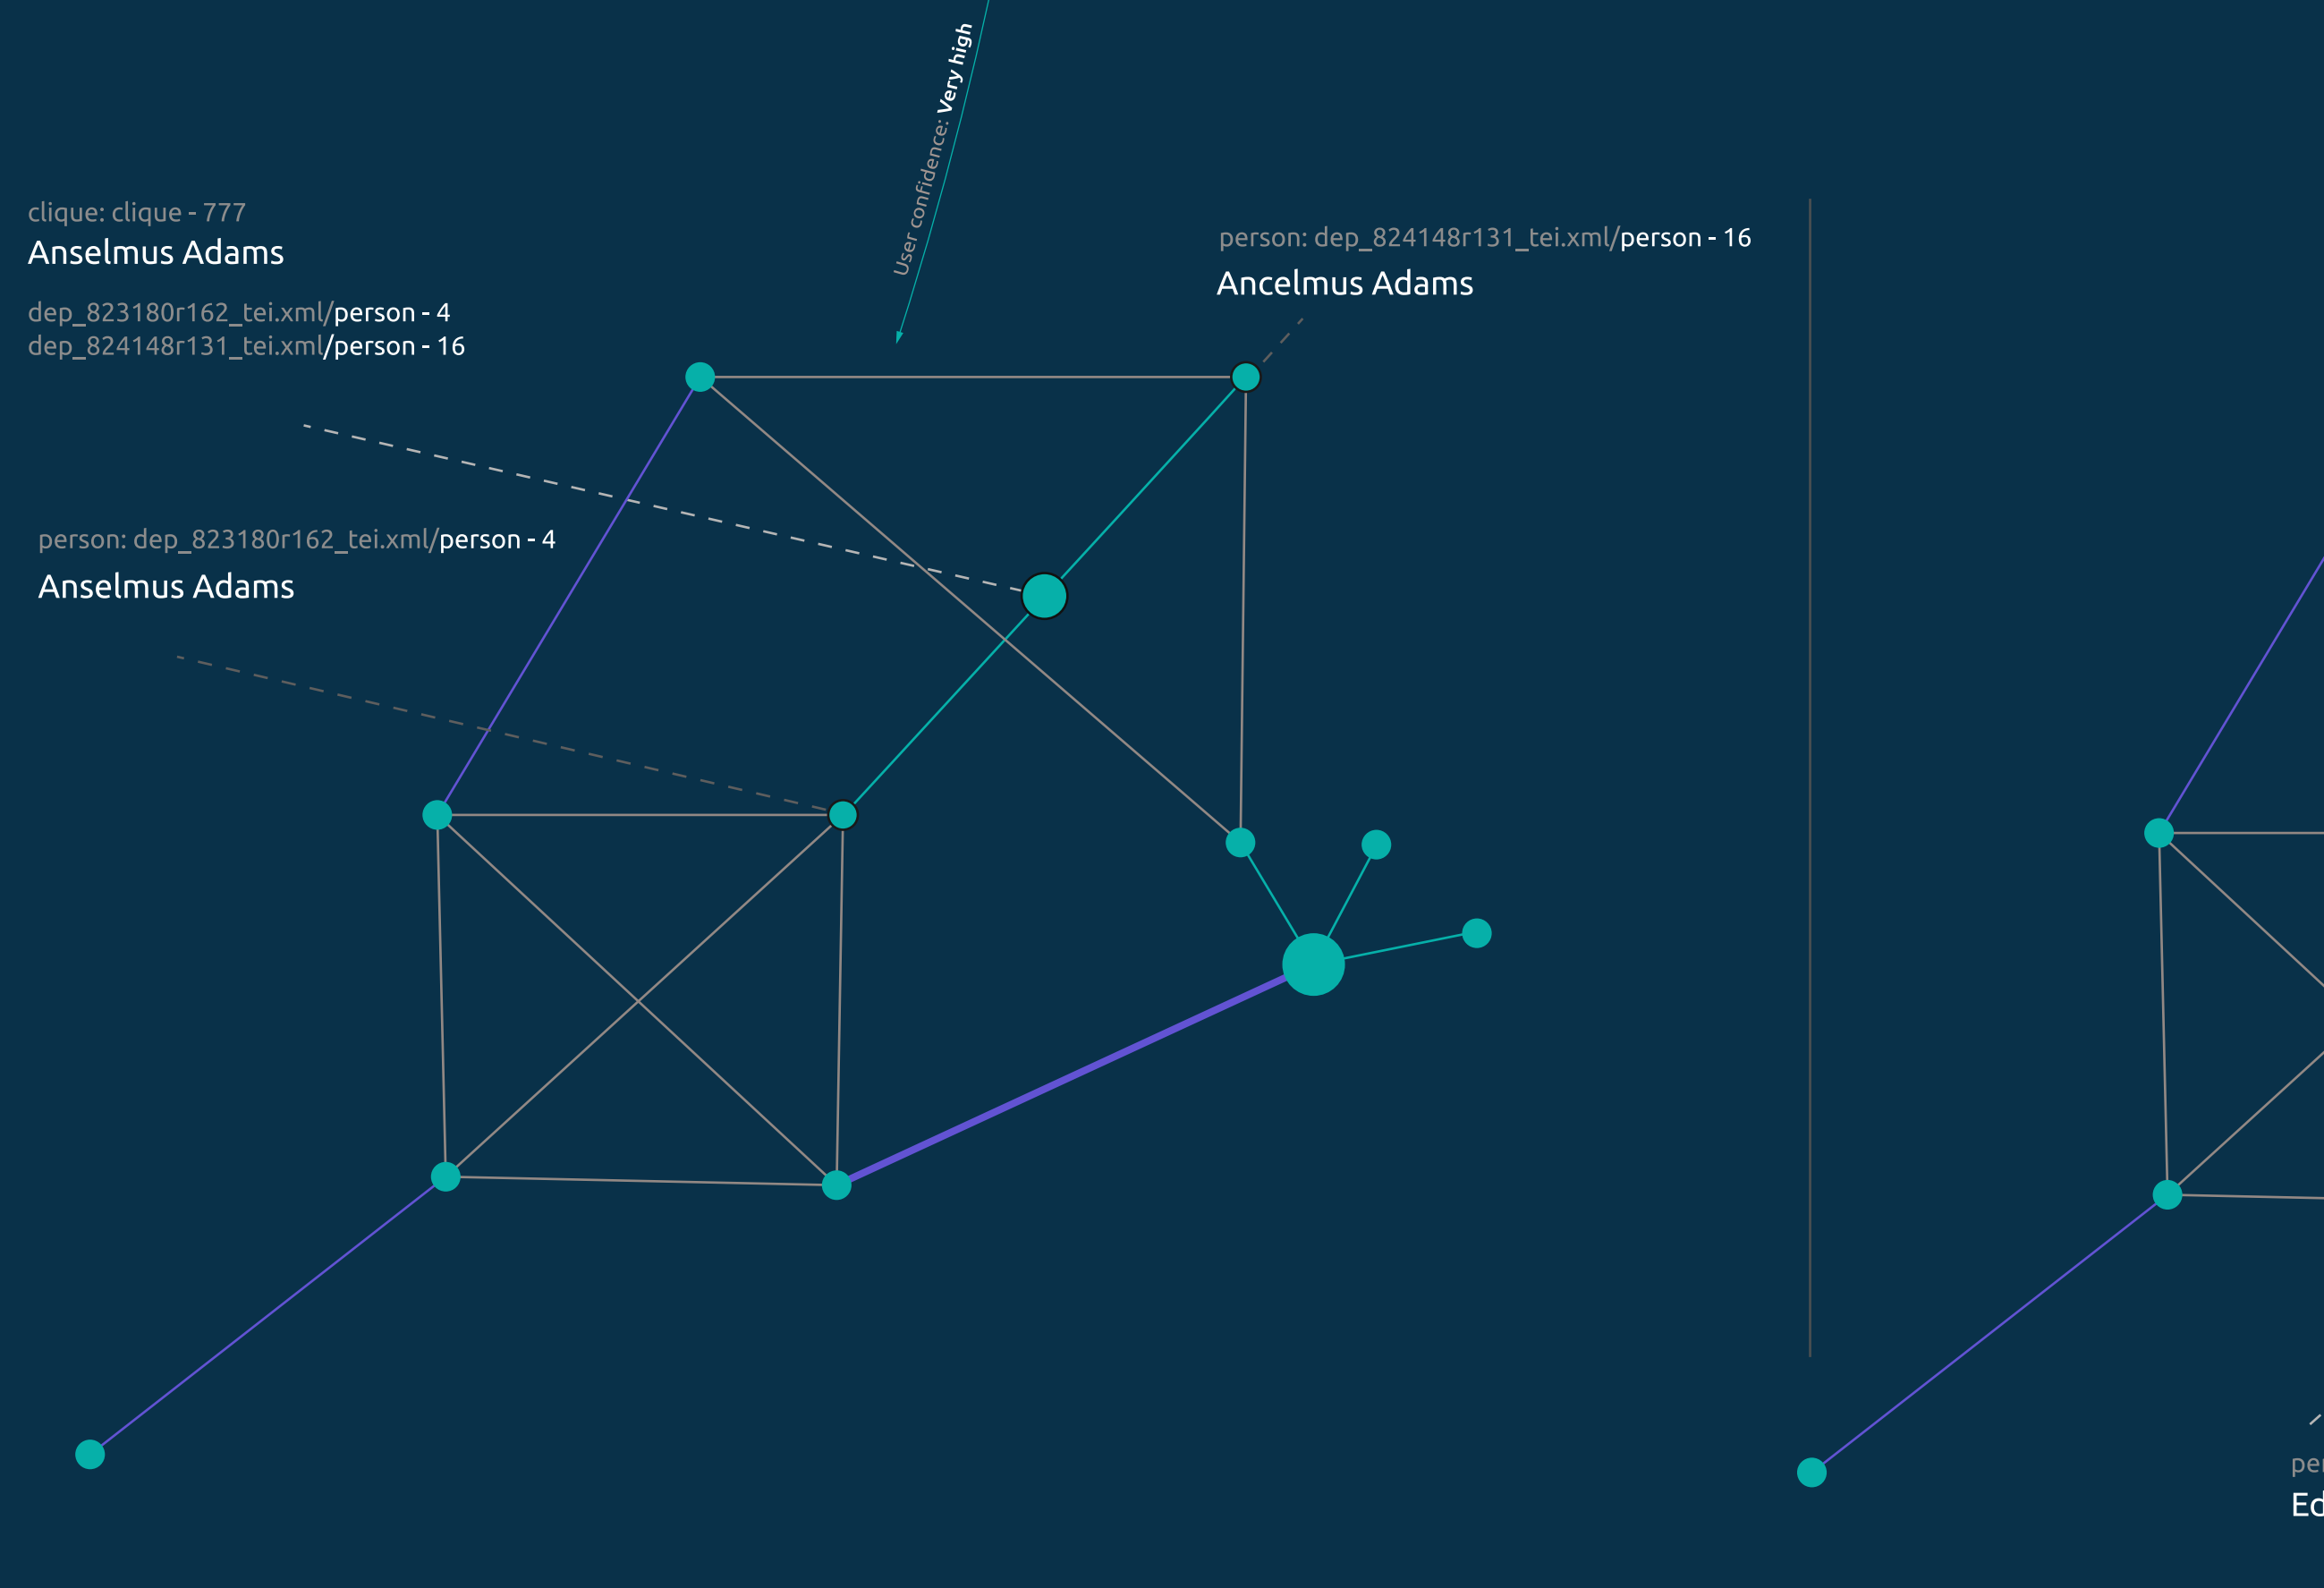 User confidence: Very high
clique: clique - 777
Anselmus Adams
dep_823180r162_tei.xml/person - 4
dep_824148r131_tei.xml/person - 16
person: dep_824148r131_tei.xml/person - 16
Ancelmus Adams
person: dep_823180r162_tei.xml/person - 4
Anselmus Adams